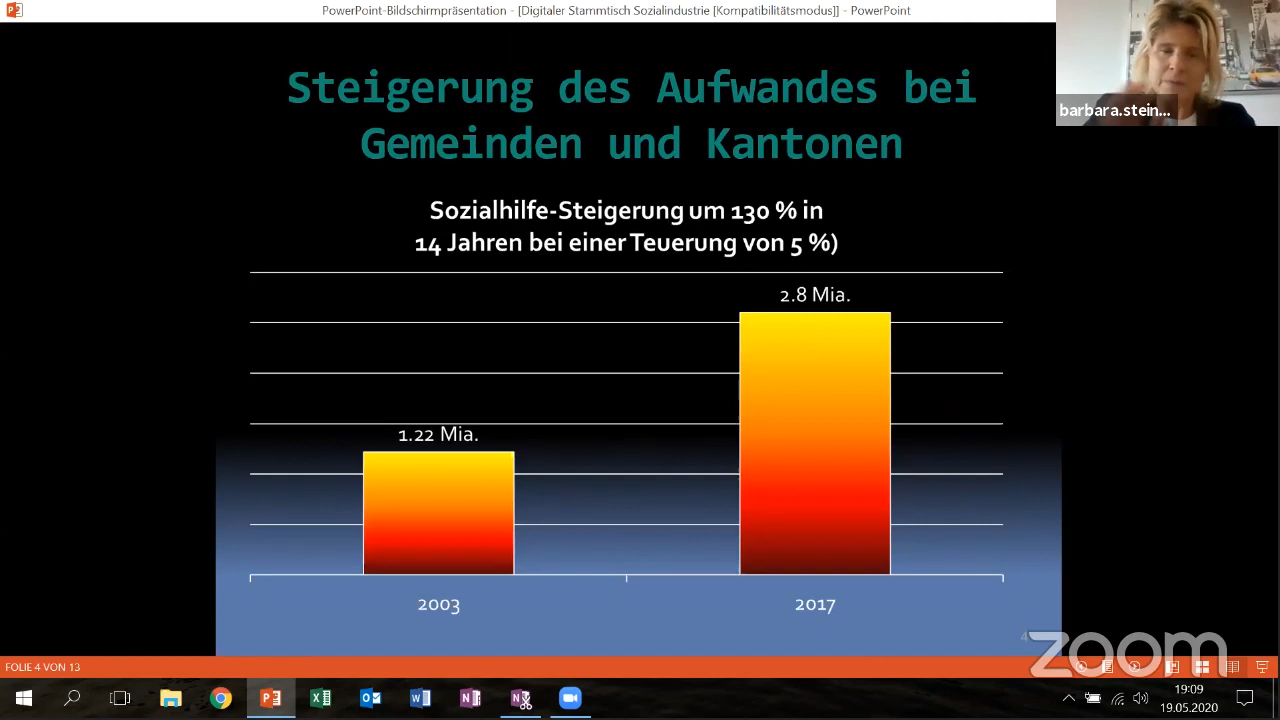 PowerPoint-Bildschirmpräsentation - [Digitaler Stammtisch Sozialindustrie [Kompatibilitätsmodus]] - PowerPoint
barbara.stein...
Steigerung des Aufwandes bei
Gemeinden und Kantonen
Sozialhilfe-Steigerung um 130 % in
14 Jahren bei einer Teuerung von 5 %)
2.8 Mia.
1.22 Mia.
2003
2017
4
zoom
FOLIE 4 VON 13
19:09
19.05.2020